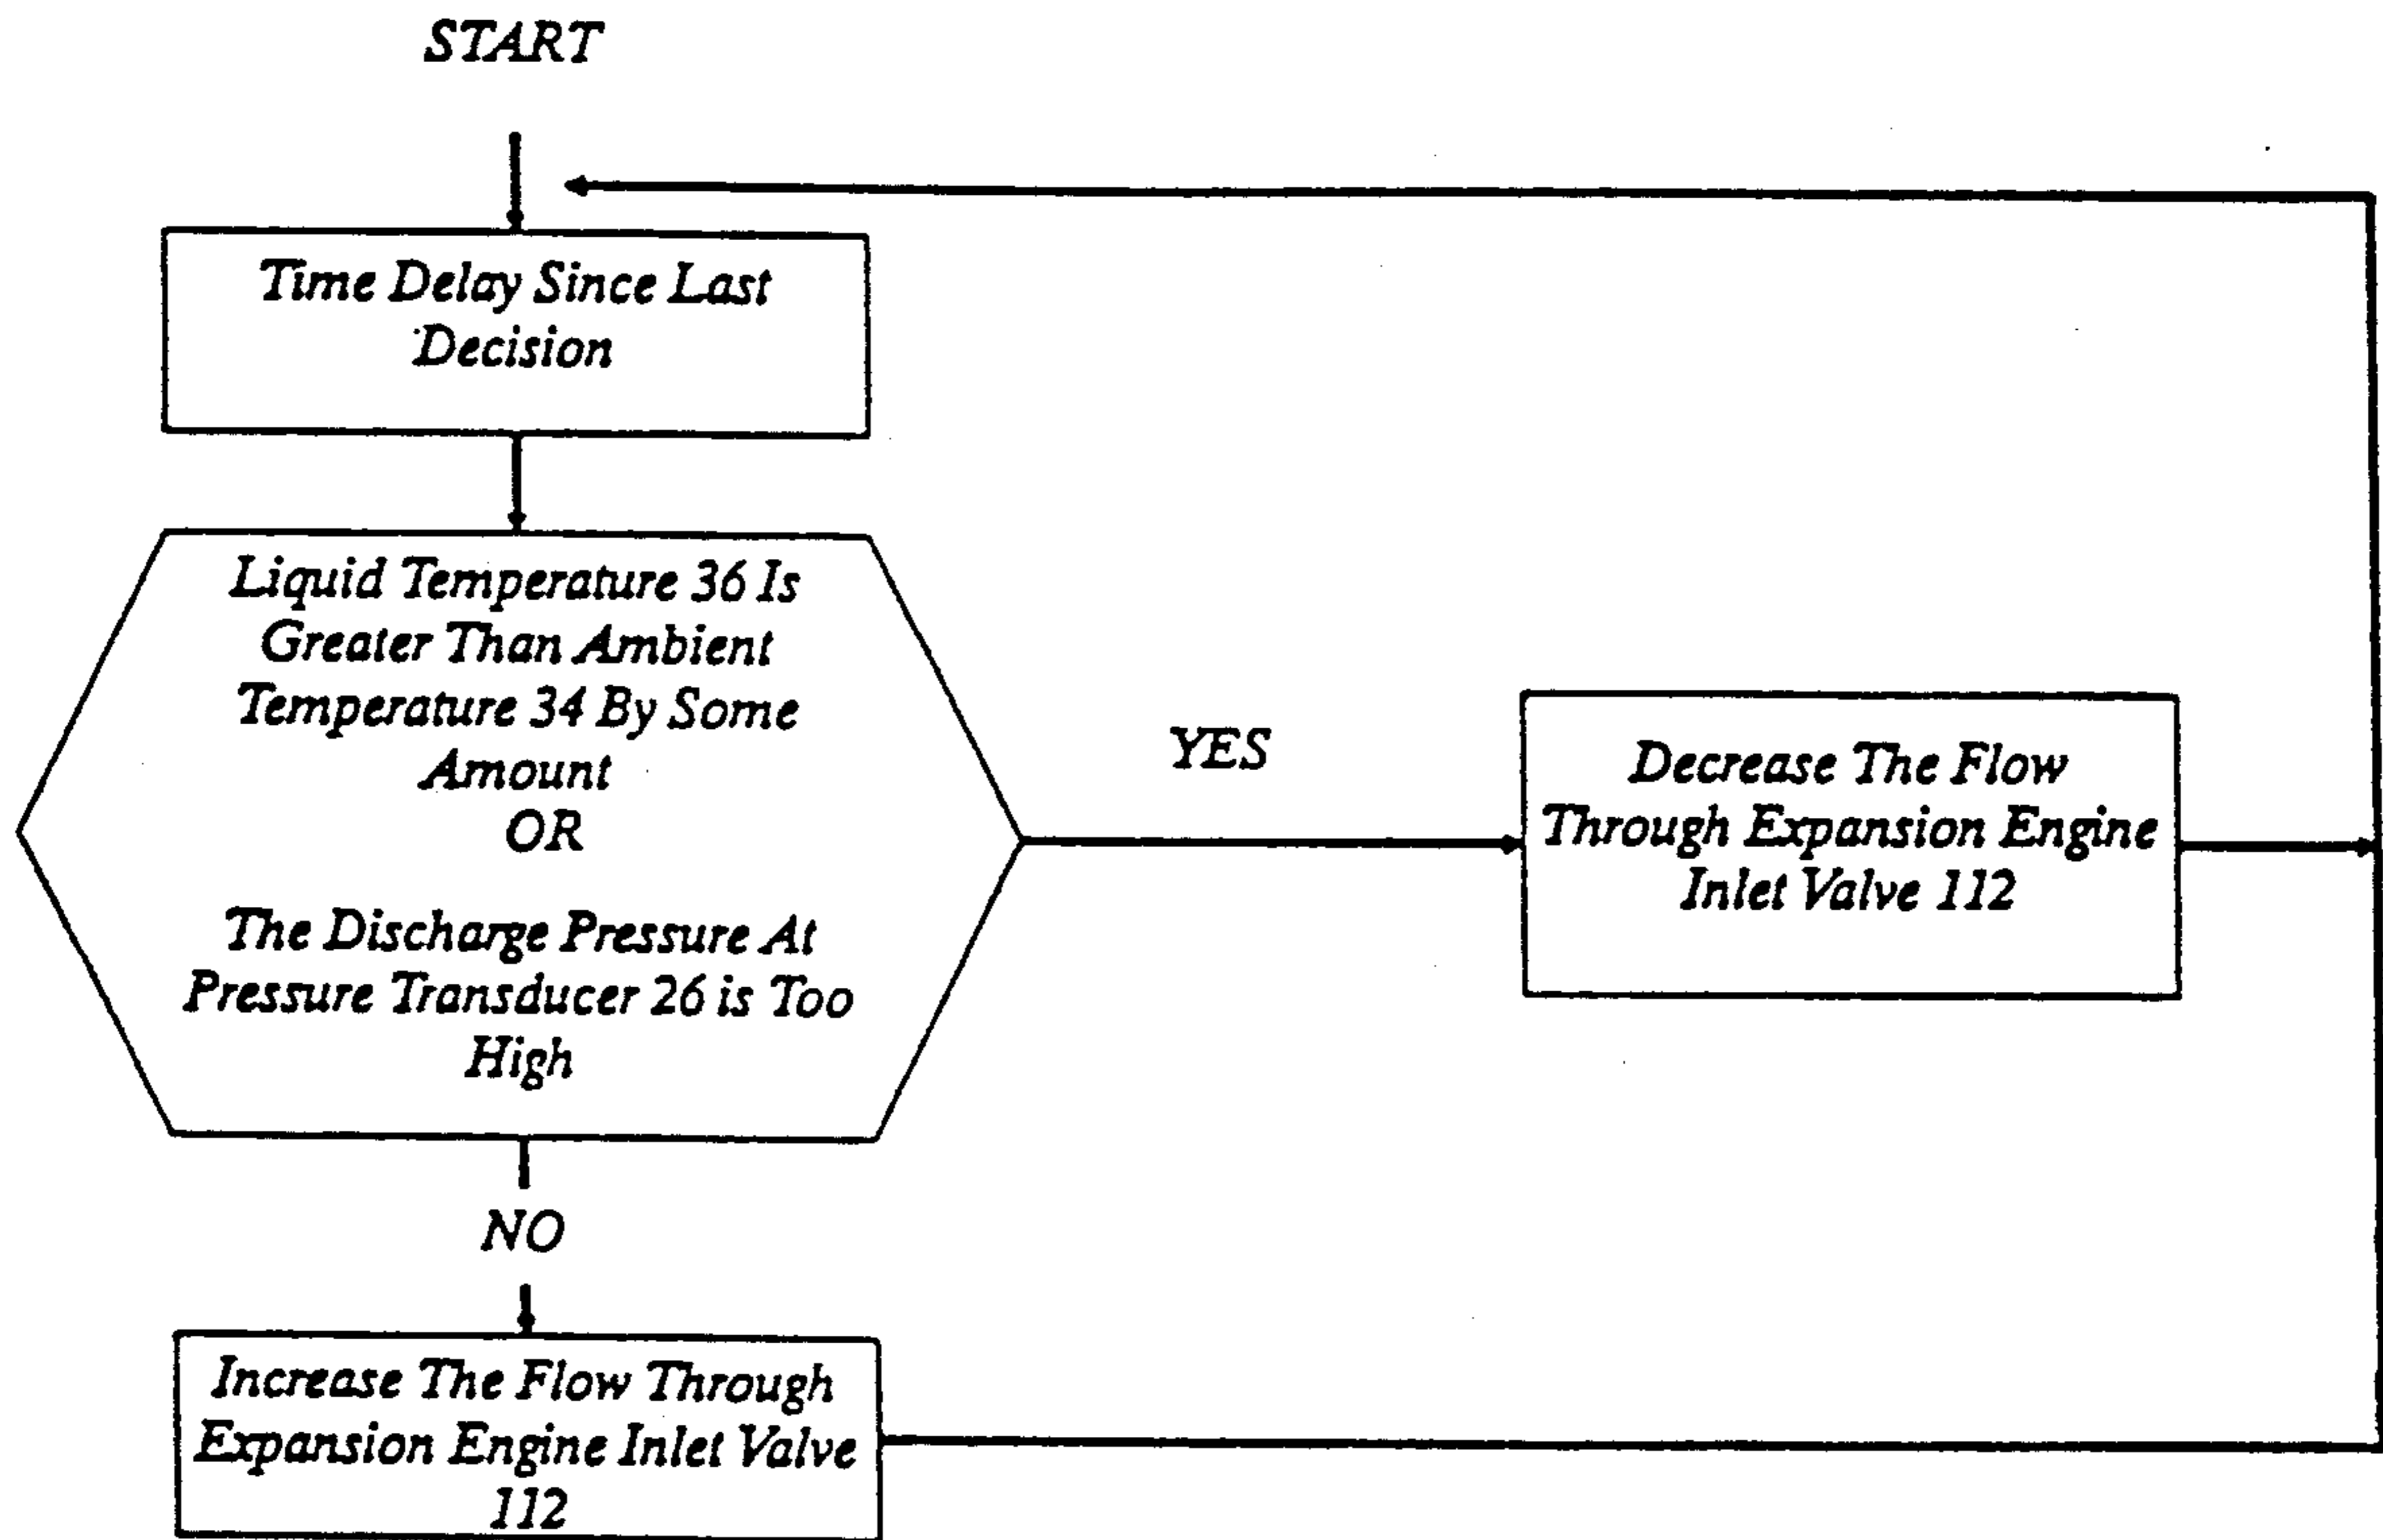 START
Time Delay Since Last
Decision
Liquid Temperature 36 Is
Greater Than Ambient
Temperature 34 By Some
Amount
OR
The Discharge Pressure At
Pressure Transducer 26 is Too
High
YES
Decrease The Flow
Through Expansion Engine
Inlet Valve 112
NO
Increase The Flow Through
Expansion Engine Inlet Valve
112